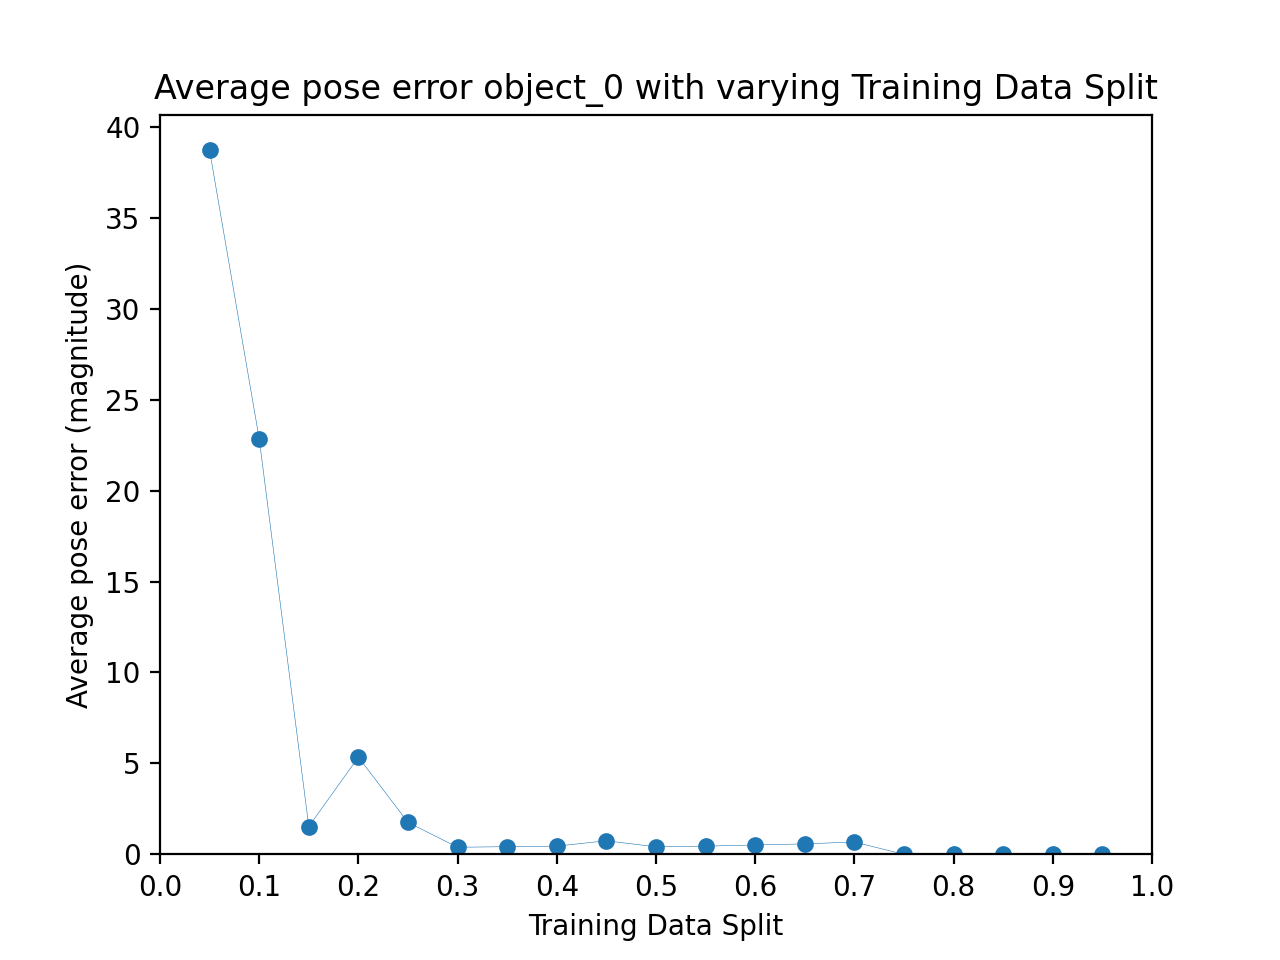 Average pose error object_0 with varying Training Data Split
40
35
30
25
20
15
10
5
0
Average pose error (magnitude)
0.0 0.1 0.2 0.3 0.4 0.5 0.6 0.7 0.8 0.9 1.0
Training Data Split